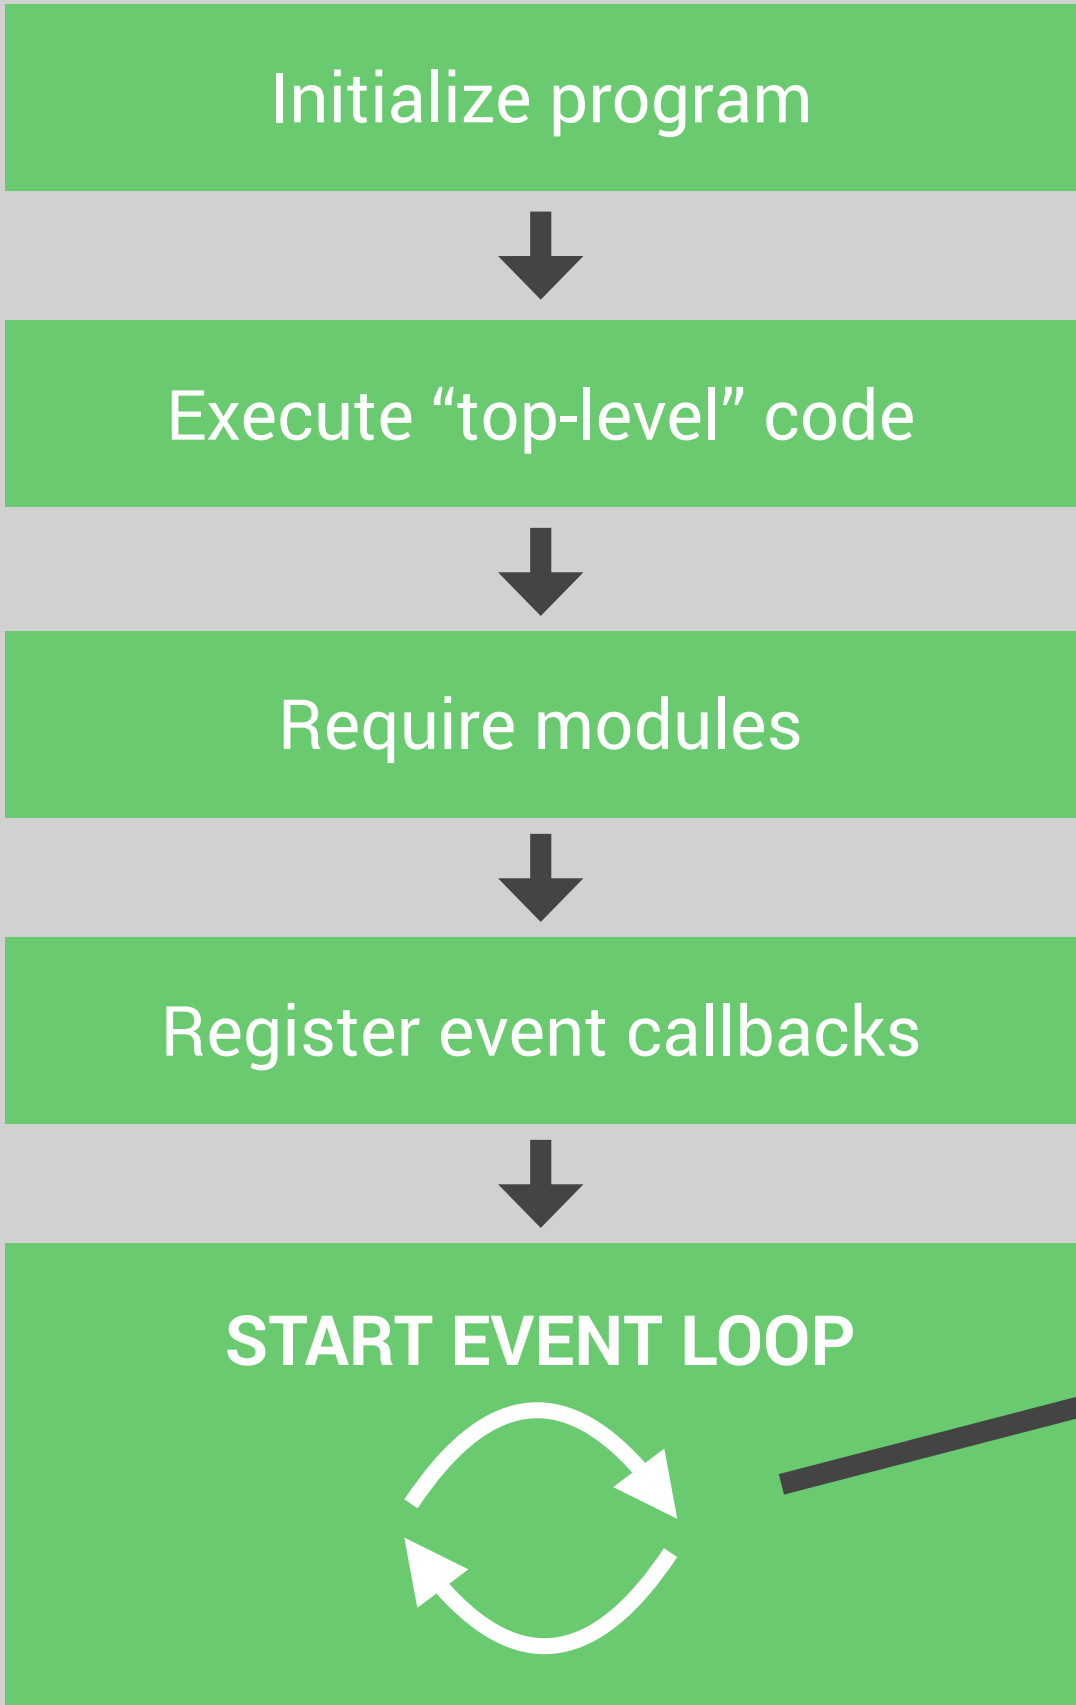 Initialize program
Execute “top-level” code
Require modules
Register event callbacks
START EVENT LOOP